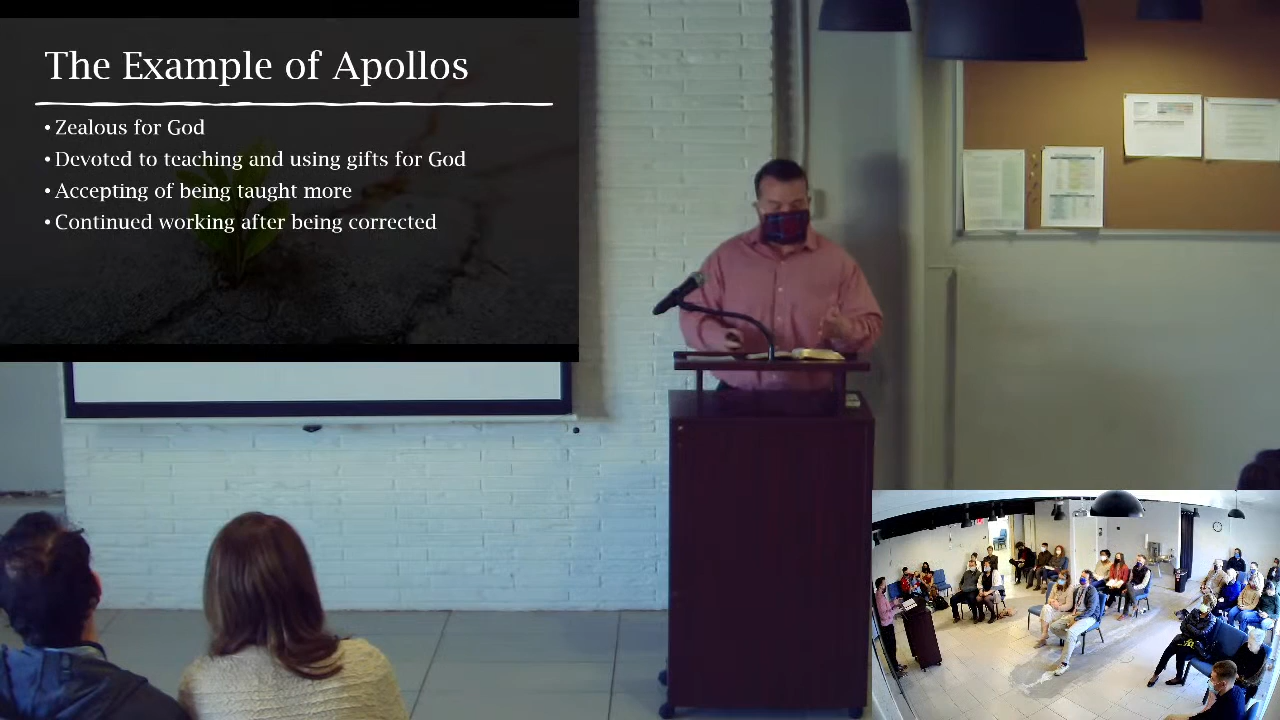 The Example of Apollos
• Zealous for God
• Devoted to teaching and using gifts for God
• Accepting of being taught more
• Continued working after being corrected